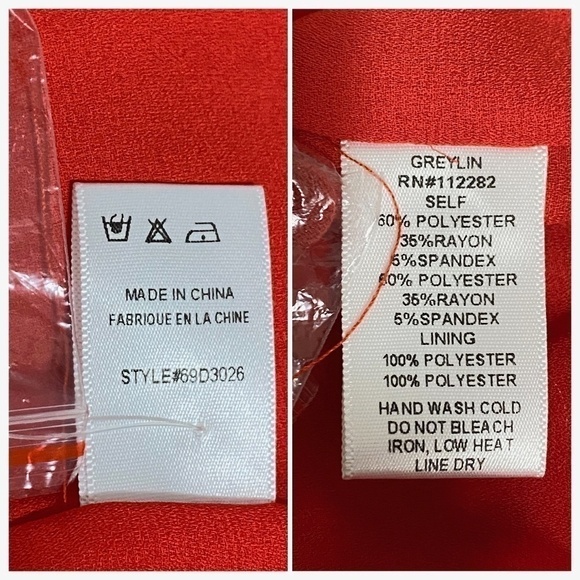 MADE IN CHINA
FABRIQUE EN LA CHINE
STYLE#69D3026
GREYLIN
RN#112282
SELF
60% POLYESTER
35%RAYON
5%SPANDEX
60% POLYESTER
35%RAYON
5%SPANDEX
LINING
100% POLYESTER
100% POLYESTER
HAND WASH COLD
DO NOT BLEACH
IRON, LOW HEAT
LINE DRY